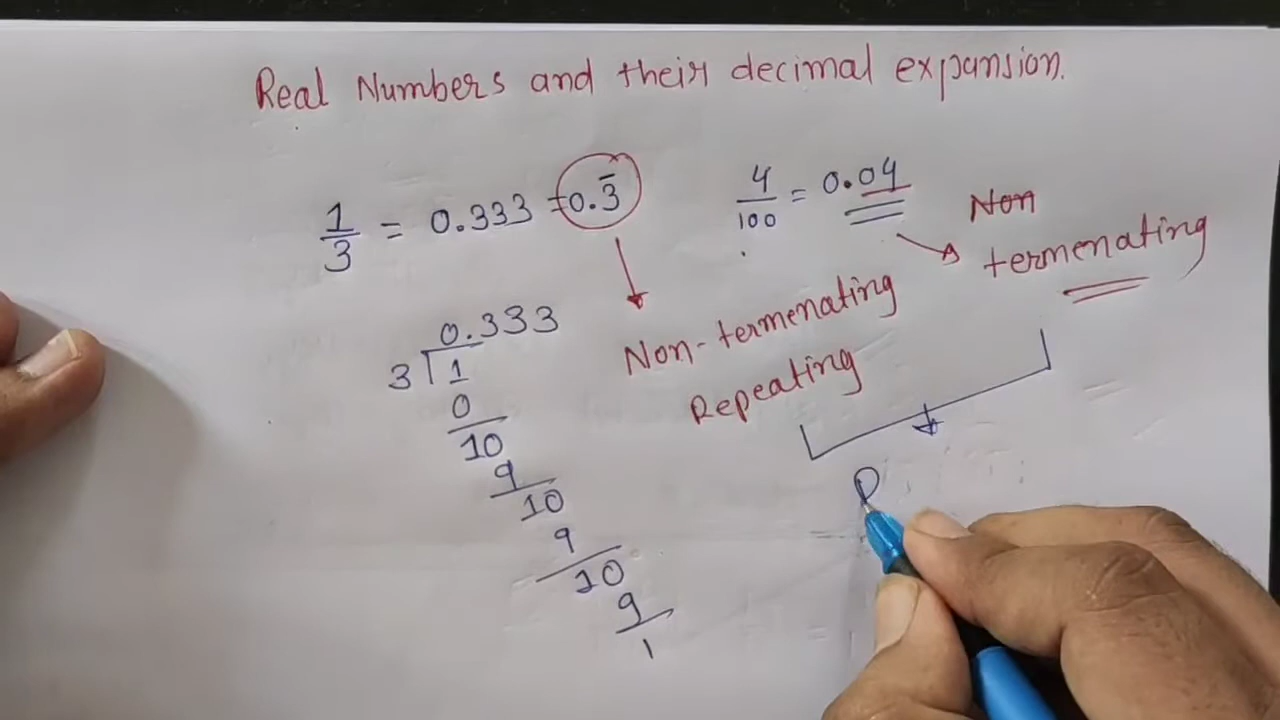 Real Numbers and their decimal expansion.
1/3 = 0.333 = 0.3̅
4/100 = 0.04
Non
termenating
Non-termenating
Repeating
0.333
3 1
0
10
9
10
9
10
9
1